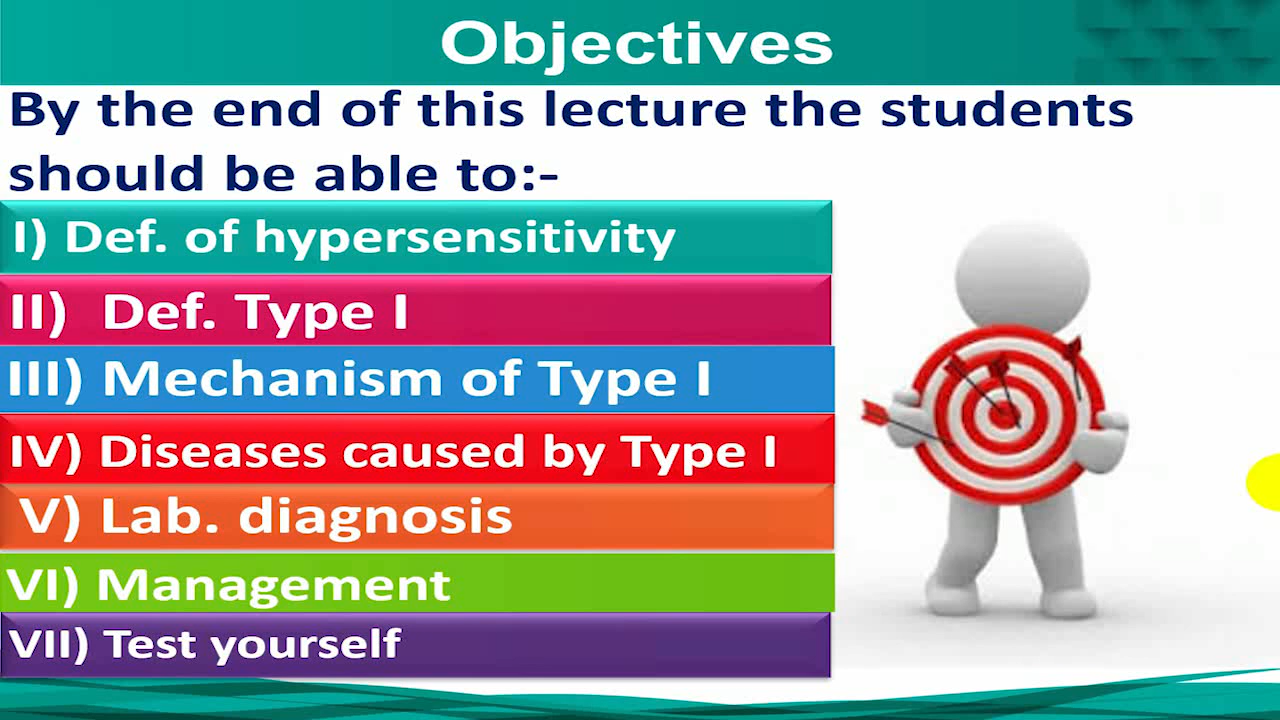 Objectives
By the end of this lecture the students
should be able to:-
I) Def. of hypersensitivity
II) Def. Type I
III) Mechanism of Type I
IV) Diseases caused by Type I
V) Lab. diagnosis
VI) Management
VII) Test yourself